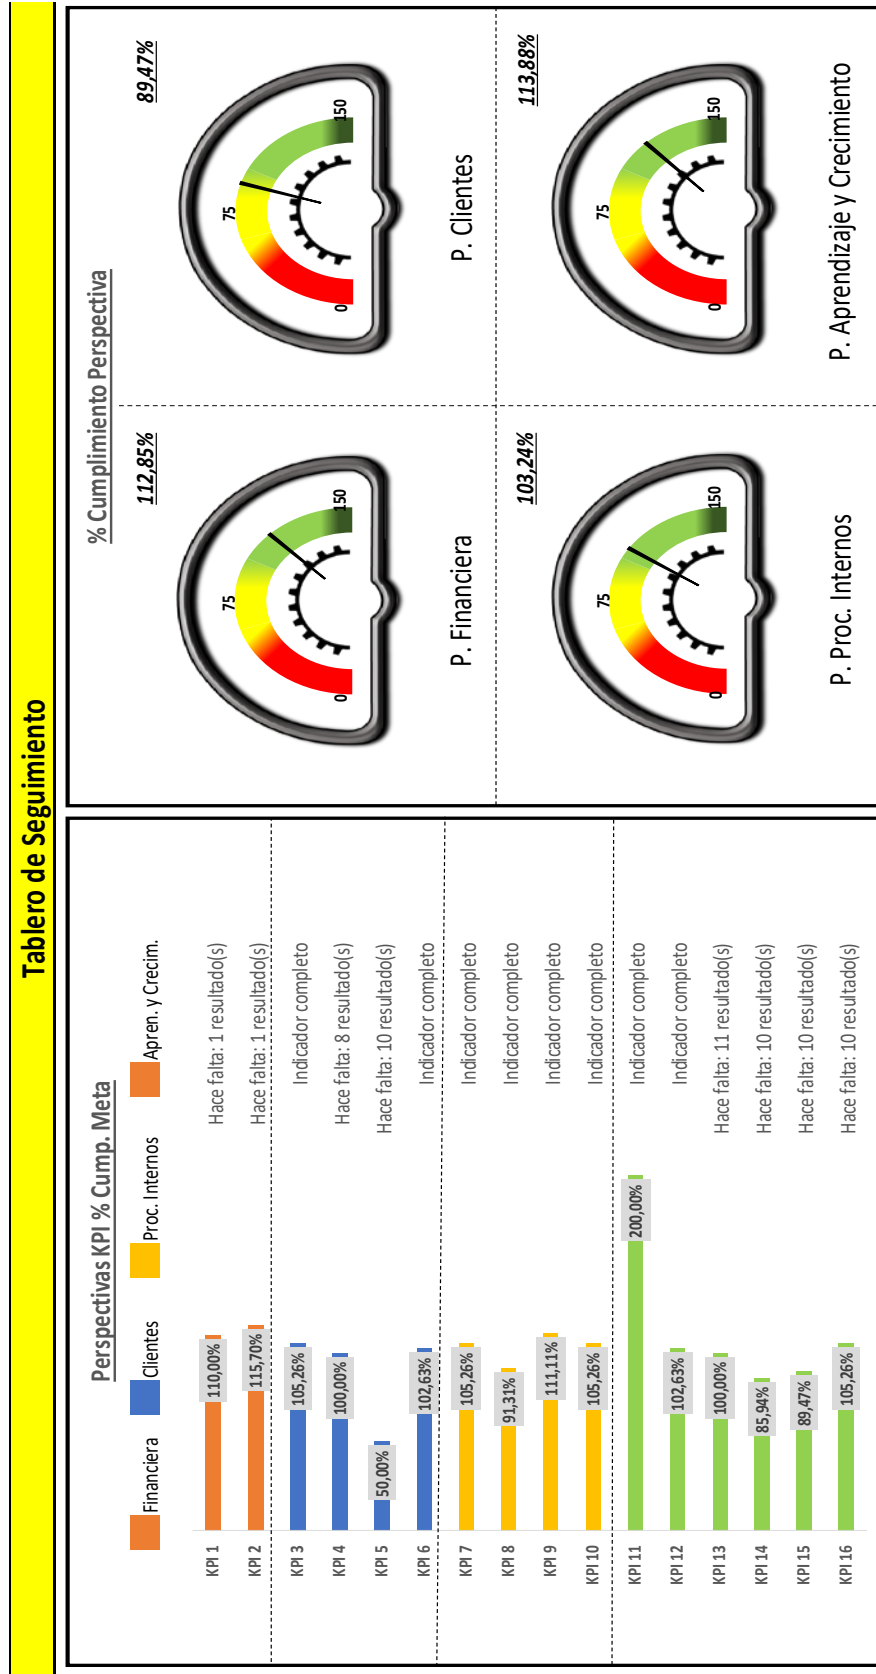 Tablero de Seguimiento
Perspectivas KPI % Cump. Meta
Financiera
Clientes
Proc. Internos
Apren. y Crecim.
KPI 1 110,00% Hace falta: 1 resultado(s)
KPI 2 115,70% Hace falta: 1 resultado(s)
KPI 3 105,26% Indicador completo
KPI 4 100,00% Hace falta: 8 resultado(s)
KPI 5 50,00% Hace falta: 10 resultado(s)
KPI 6 102,63% Indicador completo
KPI 7 105,26% Indicador completo
KPI 8 91,31% Indicador completo
KPI 9 111,11% Indicador completo
KPI 10 105,26% Indicador completo
KPI 11 200,00% Indicador completo
KPI 12 102,63% Indicador completo
KPI 13 100,00% Hace falta: 11 resultado(s)
KPI 14 85,94% Hace falta: 10 resultado(s)
KPI 15 89,47% Hace falta: 10 resultado(s)
KPI 16 105,26% Hace falta: 10 resultado(s)
% Cumplimiento Perspectiva
112,85%
75
0
150
P. Financiera
89,47%
75
0
150
P. Clientes
103,24%
75
0
150
P. Proc. Internos
113,88%
75
0
150
P. Aprendizaje y Crecimiento